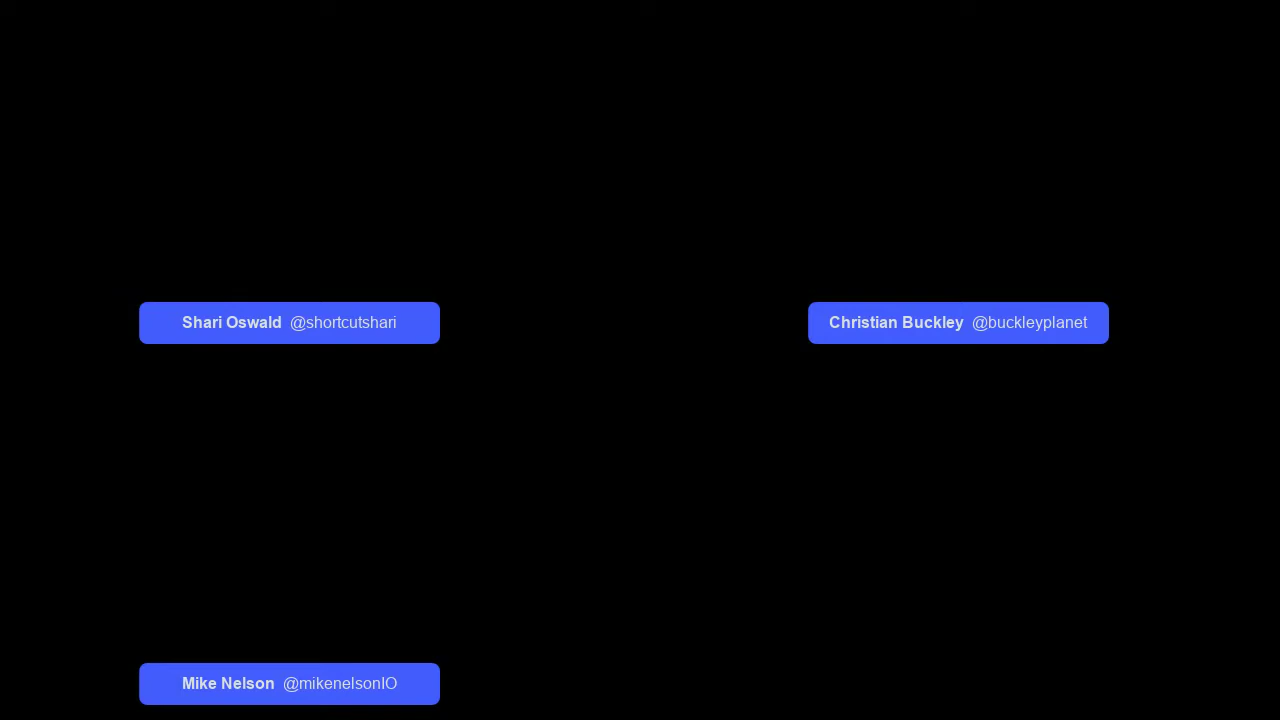 Shari Oswald @shortcutshari
Christian Buckley @buckleyplanet
Mike Nelson @mikenelsonIO